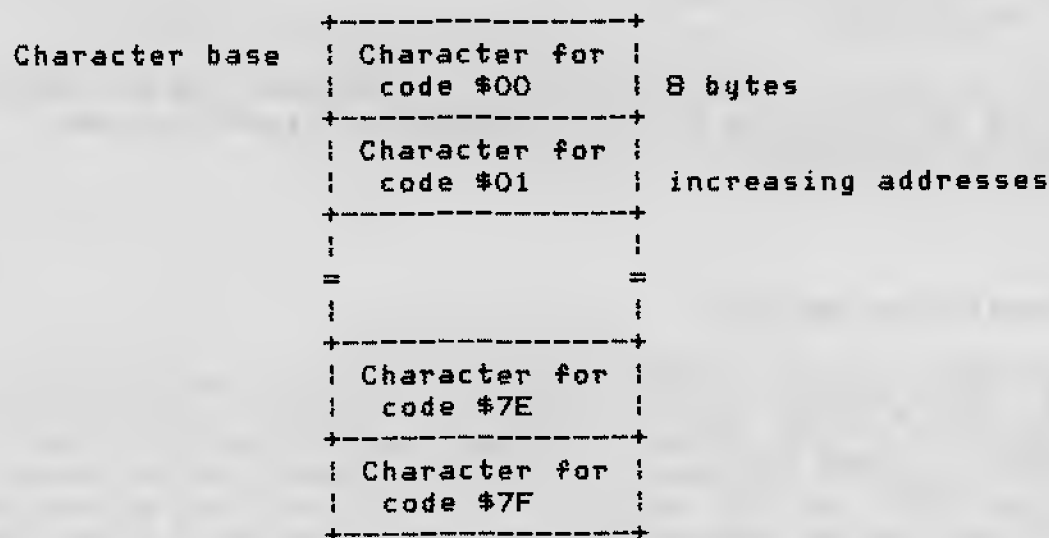 +----------------+
Character base ! Character for !
! code $00 ! 8 bytes
+----------------+
! Character for !
! code $01 ! increasing addresses
+----------------+
! !
= =
! !
+----------------+
! Character for !
! code $7E !
+----------------+
! Character for !
! code $7F !
+----------------+